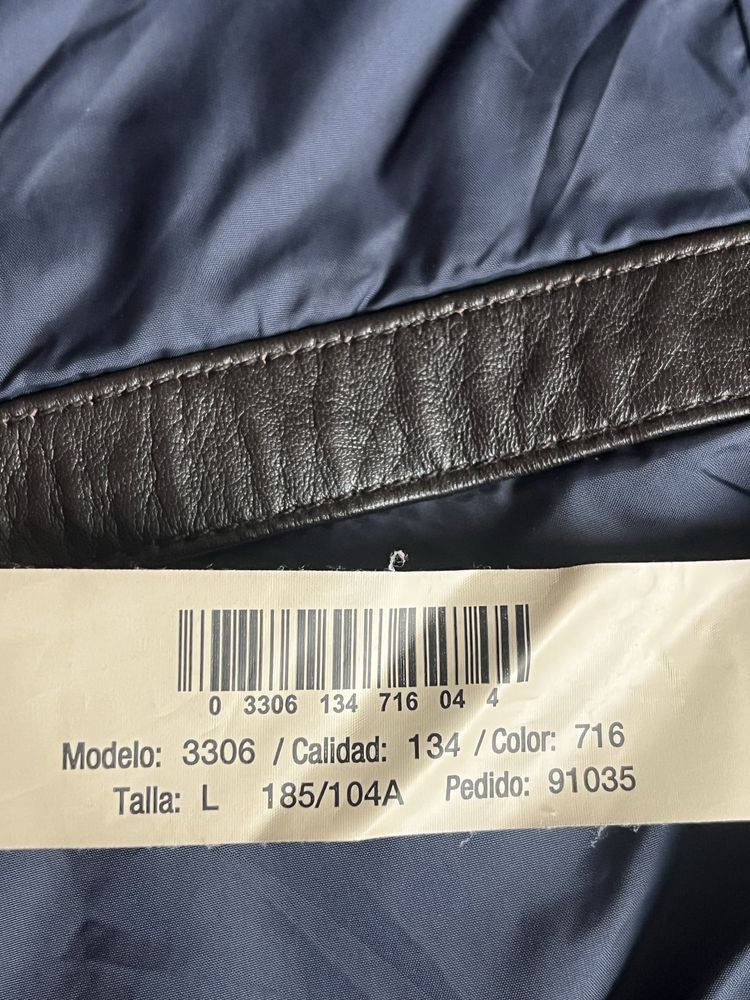 0 3306 134 716 04 4
Modelo: 3306 / Calidad: 134 / Color: 716
Talla: L 185/104A Pedido: 91035